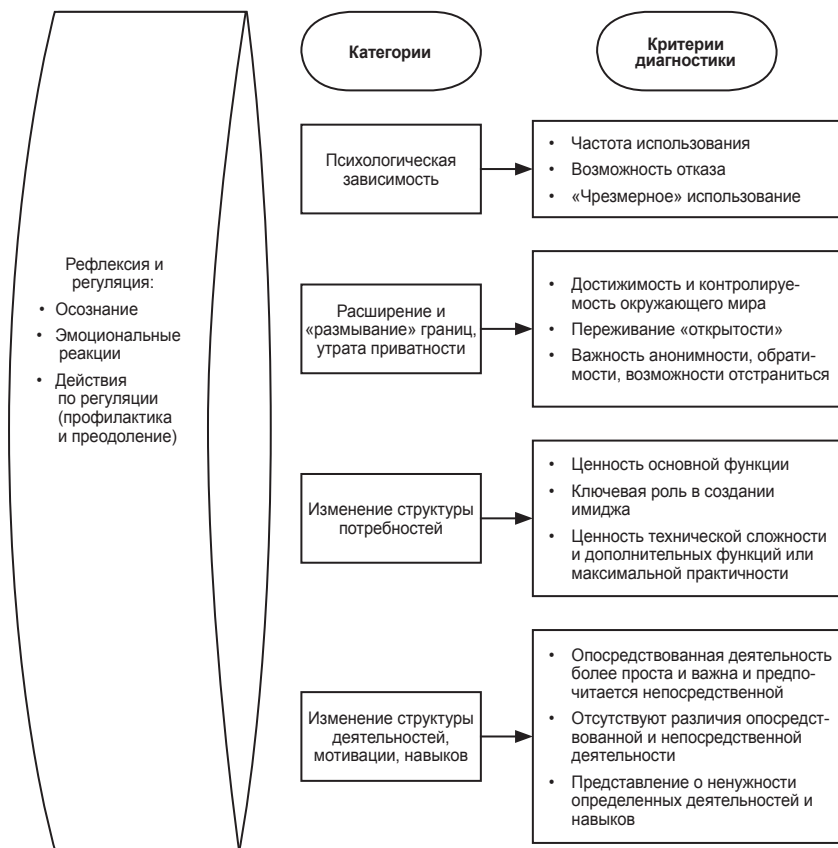 Категории
Критерии
диагностики
Рефлексия и
регуляция:
• Осознание
• Эмоциональные
реакции
• Действия
по регуляции
(профилактика
и преодоление)
Психологическая
зависимость
• Частота использования
• Возможность отказа
• «Чрезмерное» использование
Расширение и
«размывание» границ,
утрата приватности
• Достижимость и контролируе-
мость окружающего мира
• Переживание «открытости»
• Важность анонимности, обрати-
мости, возможности отстраниться
Изменение структуры
потребностей
• Ценность основной функции
• Ключевая роль в создании
имиджа
• Ценность технической сложности
и дополнительных функций или
максимальной практичности
Изменение структуры
деятельностей,
мотивации, навыков
• Опосредствованная деятельность
более проста и важна и предпо-
читается непосредственной
• Отсутствуют различия опосредст-
вованной и непосредственной
деятельности
• Представление о ненужности
определенных деятельностей и
навыков